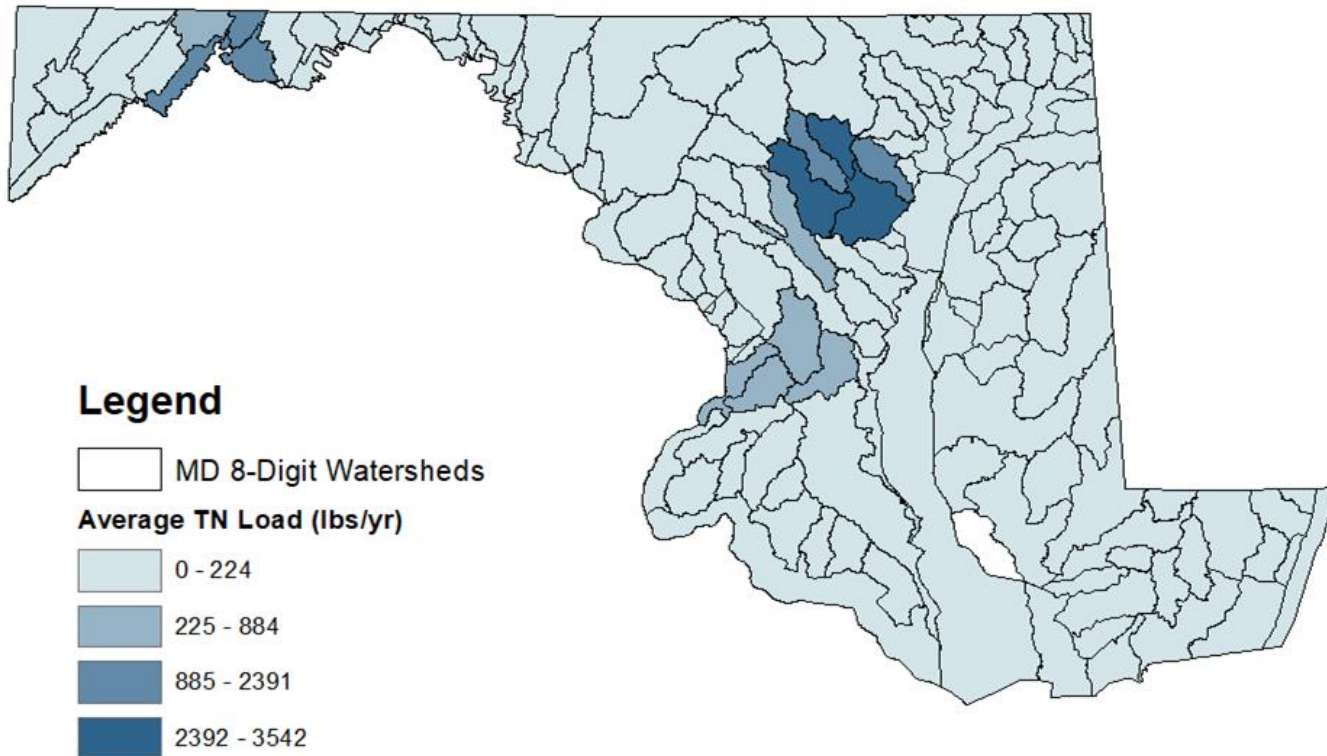 Legend
MD 8-Digit Watersheds
Average TN Load (lbs/yr)
0 - 224
225 - 884
885 - 2391
2392 - 3542